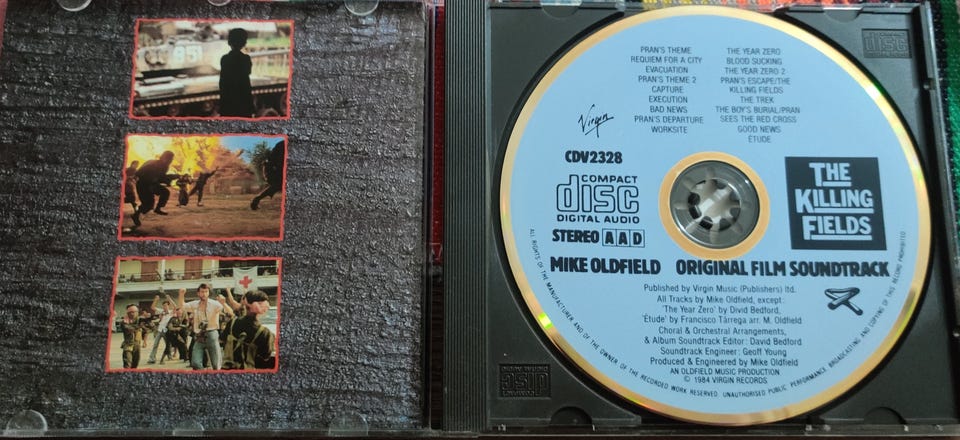 951
PRAN'S THEME
REQUIEM FOR A CITY
EVACUATION
PRAN'S THEME 2
CAPTURE
EXECUTION
BAD NEWS
PRAN'S DEPARTURE
WORKSITE
THE YEAR ZERO
BLOOD SUCKING
THE YEAR ZERO 2
PRAN'S ESCAPE/THE
KILLING FIELDS
THE TREK
THE BOY'S BURIAL/PRAN
SEES THE RED CROSS
GOOD NEWS
ÉTUDE
Virgin
CDV2328
COMPACT
disc
DIGITAL AUDIO
STEREO AAD
THE
KILLING
FIELDS
MIKE OLDFIELD ORIGINAL FILM SOUNDTRACK
Published by Virgin Music (Publishers) ltd.
All Tracks by Mike Oldfield, except:
'The Year Zero' by Divid Bedford,
'Étude' by Francisco Tárrega arr. M. Oldfield
Choral & Orchestral Arrangements,
& Album Soundtrack Editor: David Bedford
Soundtrack Engineer: Geoff Young
Produced & Engineered by Mike Oldfield
AN OLDFIELD MUSIC PRODUCTION
© 1984 VIRGIN RECORDS
ALL RIGHTS OF THE MANUFACTURER AND OF THE OWNER OF THE RECORDED WORK RESERVED. UNAUTHORISED PUBLIC PERFORMANCE, BROADCASTING AND COPYING OF THIS RECORD PROHIBITED
disc
disc